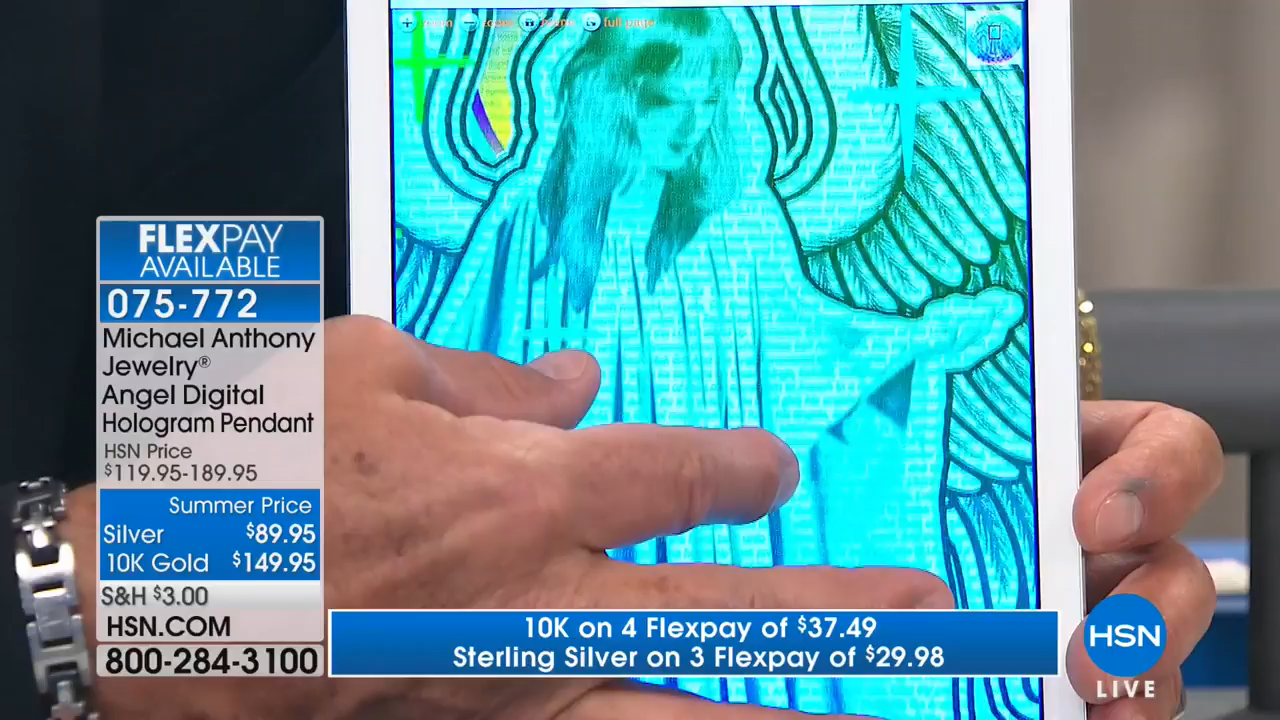 full page
FLEXPAY
AVAILABLE
075-772
Michael Anthony
Jewelry®
Angel Digital
Hologram Pendant
HSN Price
$119.95-189.95
Summer Price
Silver $89.95
10K Gold $149.95
S&H $3.00
HSN.COM
800-284-3100
10K on 4 Flexpay of $37.49
Sterling Silver on 3 Flexpay of $29.98
HSN
LIVE